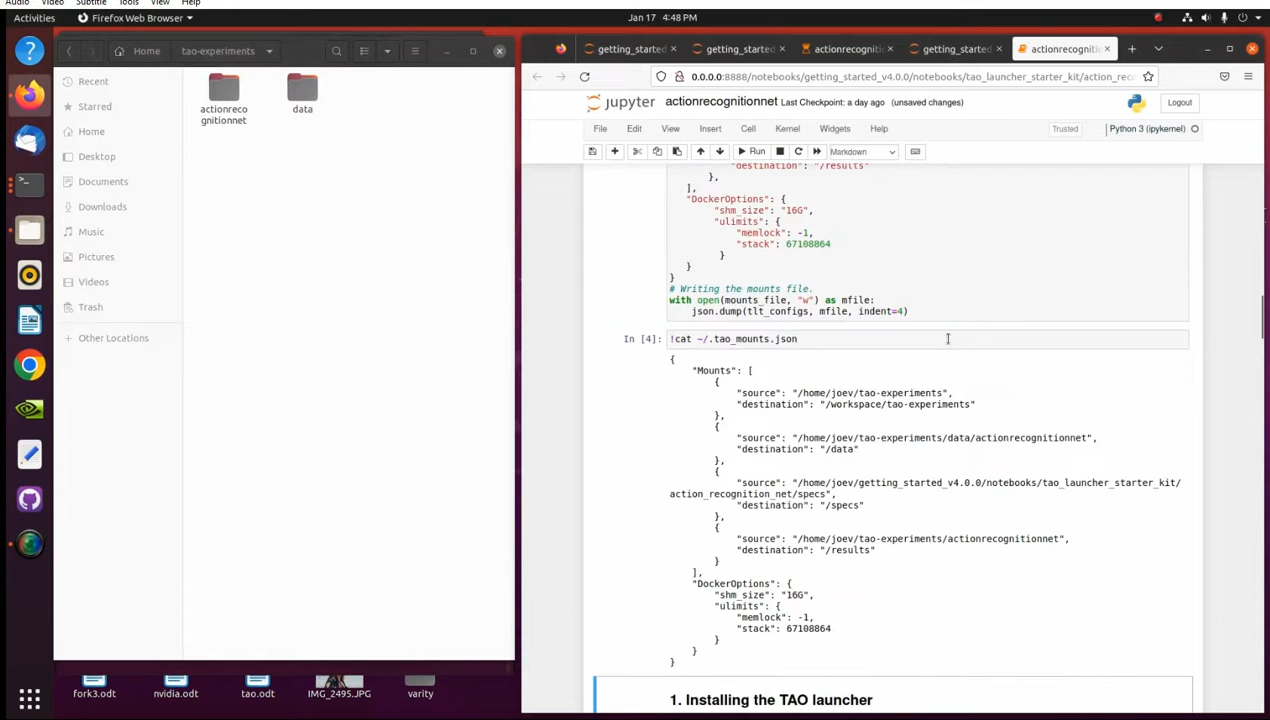 Audio Video Subtitle Tools View Help
Activities Firefox Web Browser Jan 17 4:48 PM
Home tao-experiments
Recent
Starred
Home
Desktop
Documents
Downloads
Music
Pictures
Videos
Trash
Other Locations
actionreco
gnitionnet
data
fork3.odt nvidia.odt tao.odt IMG_2495.JPG varity
getting_started getting_started actionrecogniti getting_started actionrecogniti
0.0.0.0:8888/notebooks/getting_started_v4.0.0/notebooks/tao_launcher_starter_kit/action_rec
jupyter actionrecognitionnet Last Checkpoint: a day ago (unsaved changes) Logout
File Edit View Insert Cell Kernel Widgets Help Trusted Python 3 (ipykernel)
Run Markdown
"destination": "/results"
},
],
"DockerOptions": {
"shm_size": "16G",
"ulimits": {
"memlock": -1,
"stack": 67108864
}
}
}
# Writing the mounts file.
with open(mounts_file, "w") as mfile:
json.dump(tlt_configs, mfile, indent=4)
In [4]: !cat ~/.tao_mounts.json
{
"Mounts": [
{
"source": "/home/joev/tao-experiments",
"destination": "/workspace/tao-experiments"
},
{
"source": "/home/joev/tao-experiments/data/actionrecognitionnet",
"destination": "/data"
},
{
"source": "/home/joev/getting_started_v4.0.0/notebooks/tao_launcher_starter_kit/
action_recognition_net/specs",
"destination": "/specs"
},
{
"source": "/home/joev/tao-experiments/actionrecognitionnet",
"destination": "/results"
}
],
"DockerOptions": {
"shm_size": "16G",
"ulimits": {
"memlock": -1,
"stack": 67108864
}
}
}
1. Installing the TAO launcher